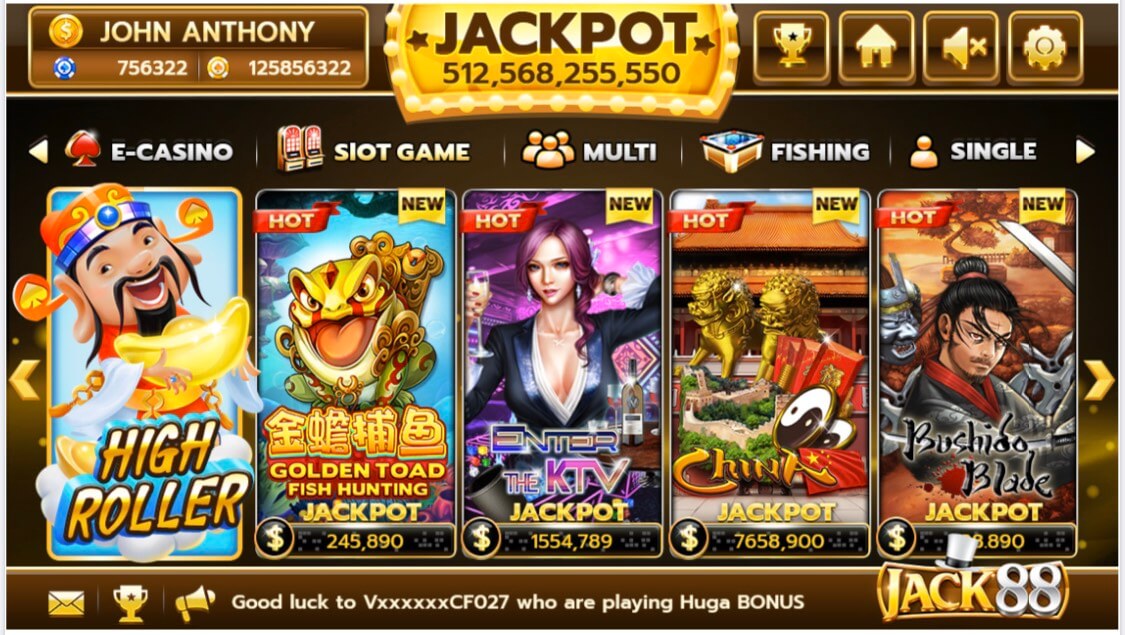 JOHN ANTHONY
756322
125856322
JACKPOT
512,568,255,550
E-CASINO
SIOT GAME
MULTI
FISHING
SINGLE
HIGH
ROLLER
HOT
NEW
金蟾捕鱼
GOLDEN TOAD
FISH HUNTING
JACKPOT
$
245,890
HOT
NEW
ENTER
THE KTV
JACKPOT
$
1554,789
HOT
NEW
CHINA
JACKPOT
$
7658,900
HOT
NEW
Bushido
Blade
JACKPOT
$
Good luck to VxxxxxxCF027 who are playing Huga BONUS
JACK88